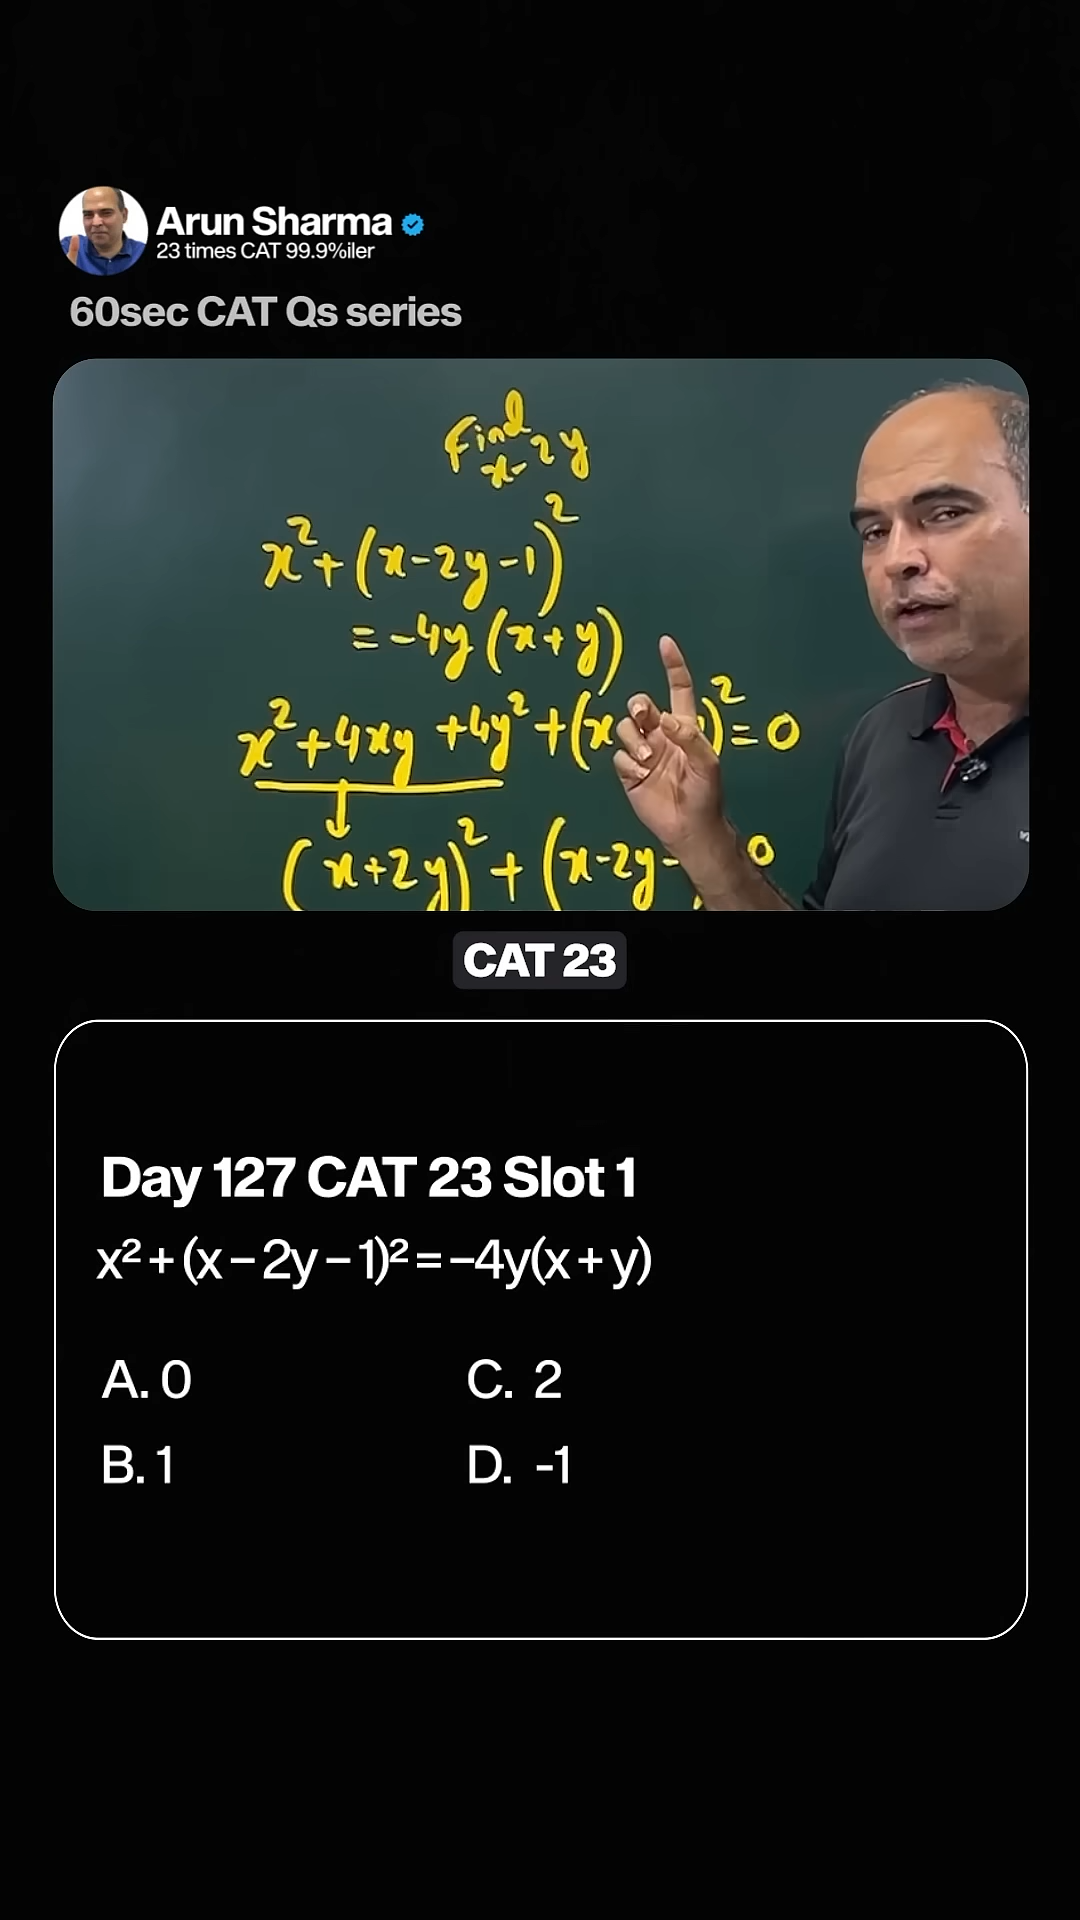 Arun Sharma
23 times CAT 99.9%iler
60sec CAT Qs series
Find
x-2y
x²+(x-2y-1)²
=-4y(x+y)
x²+4xy+4y²+(x )²=0
(x+2y)²+(x-2y- 0
CAT 23
Day 127 CAT 23 Slot 1
x²+(x−2y−1)²=−4y(x+y)
A. 0
C. 2
B. 1
D. -1